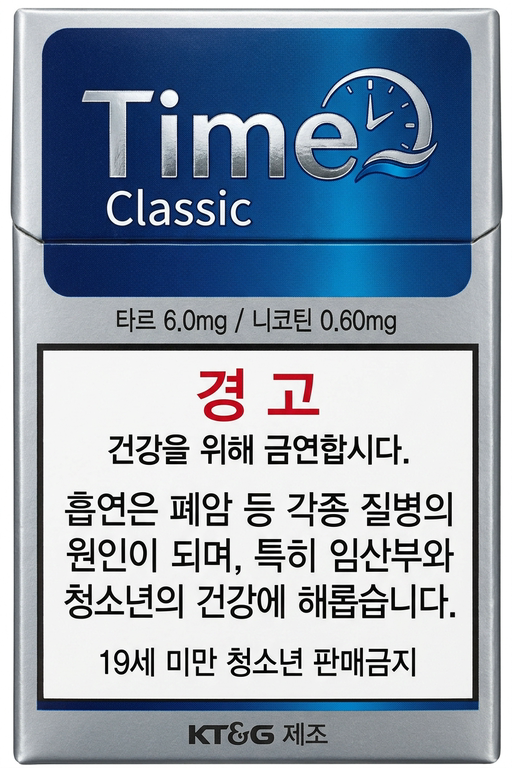 Time
Classic
타르 6.0mg / 니코틴 0.60mg
경 고
건강을 위해 금연합시다.
흡연은 폐암 등 각종 질병의
원인이 되며, 특히 임산부와
청소년의 건강에 해롭습니다.
19세 미만 청소년 판매금지
KT&G 제조